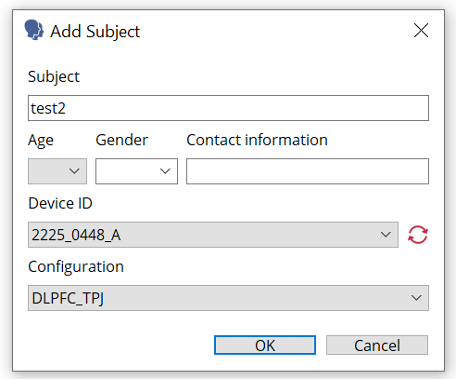 Add Subject
Subject
test2
Age Gender Contact information
Device ID
2225_0448_A
Configuration
DLPFC_TPJ
OK Cancel